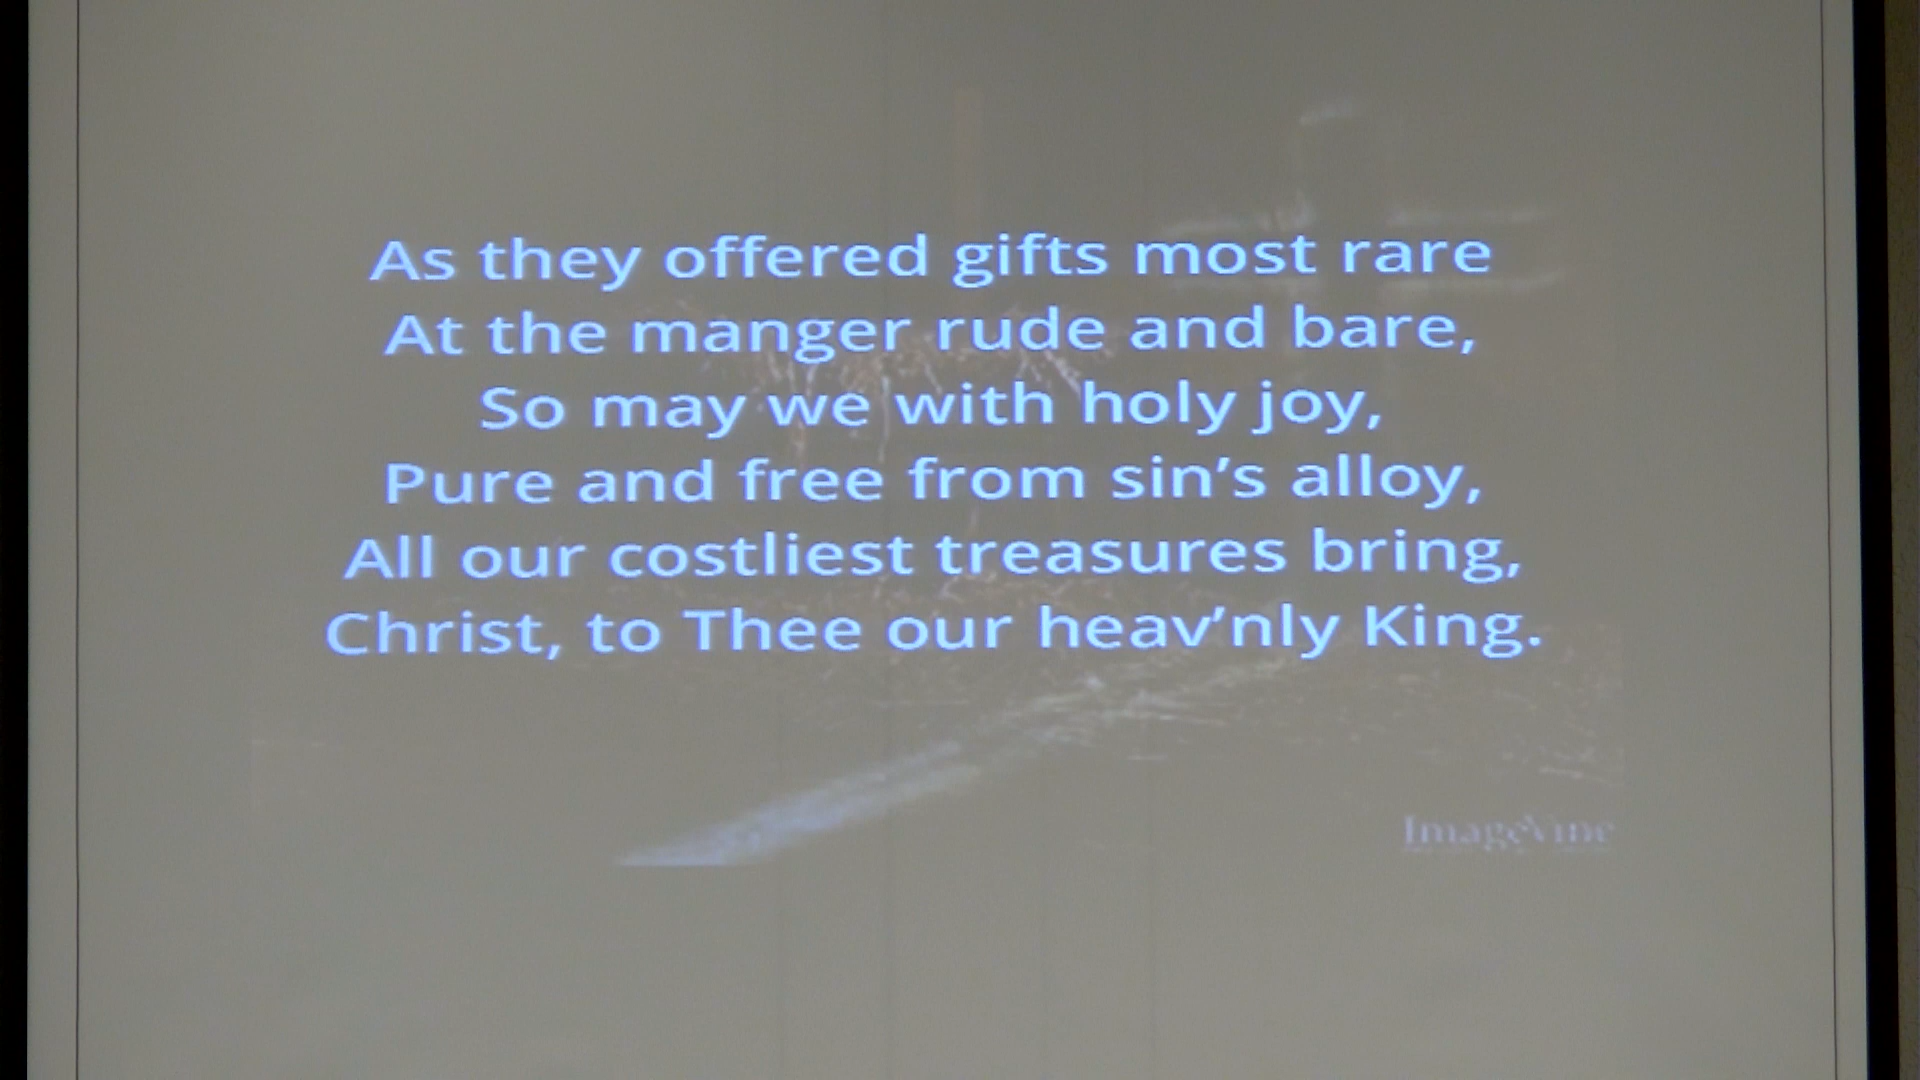 As they offered gifts most rare
At the manger rude and bare,
So may we with holy joy,
Pure and free from sin’s alloy,
All our costliest treasures bring,
Christ, to Thee our heav’nly King.
ImageVine